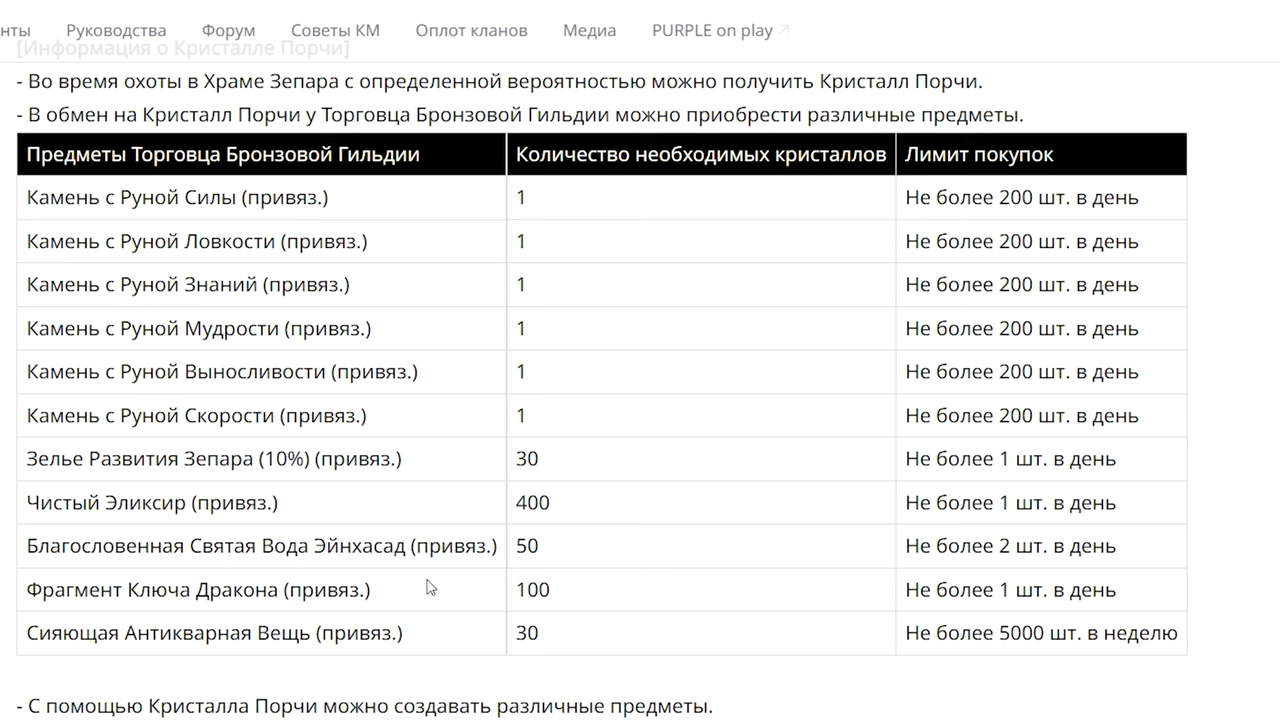 нты Руководства Форум Советы КМ Оплот кланов Медиа PURPLE on play
[Информация о Кристалле Порчи]
- Во время охоты в Храме Зепара с определенной вероятностью можно получить Кристалл Порчи.
- В обмен на Кристалл Порчи у Торговца Бронзовой Гильдии можно приобрести различные предметы.
Предметы Торговца Бронзовой Гильдии Количество необходимых кристаллов Лимит покупок
Камень с Руной Силы (привяз.) 1 Не более 200 шт. в день
Камень с Руной Ловкости (привяз.) 1 Не более 200 шт. в день
Камень с Руной Знаний (привяз.) 1 Не более 200 шт. в день
Камень с Руной Мудрости (привяз.) 1 Не более 200 шт. в день
Камень с Руной Выносливости (привяз.) 1 Не более 200 шт. в день
Камень с Руной Скорости (привяз.) 1 Не более 200 шт. в день
Зелье Развития Зепара (10%) (привяз.) 30 Не более 1 шт. в день
Чистый Эликсир (привяз.) 400 Не более 1 шт. в день
Благословенная Святая Вода Эйнхасад (привяз.) 50 Не более 2 шт. в день
Фрагмент Ключа Дракона (привяз.) 100 Не более 1 шт. в день
Сияющая Антикварная Вещь (привяз.) 30 Не более 5000 шт. в неделю
- С помощью Кристалла Порчи можно создавать различные предметы.